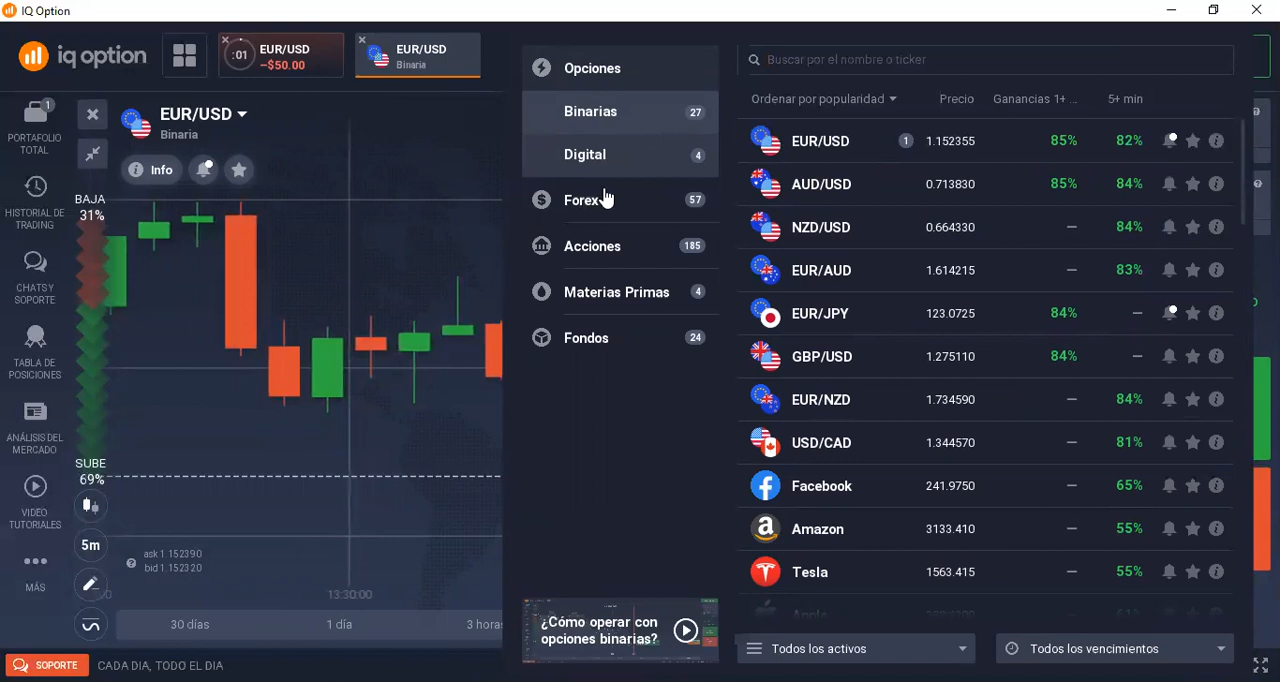 IQ Option
iq option
:01
EUR/USD
−$50.00
EUR/USD
Binaria
1
PORTAFOLIO
TOTAL
HISTORIAL DE
TRADING
CHATS Y
SOPORTE
TABLA DE
POSICIONES
ANÁLISIS DEL
MERCADO
VIDEO
TUTORIALES
MÁS
EUR/USD
Binaria
Info
BAJA
31%
SUBE
69%
5m
ask 1.152390
bid 1.152320
13:30:00
30 días
1 día
3 horas
Opciones
Binarias 27
Digital 4
Forex 57
Acciones 185
Materias Primas 4
Fondos 24
¿Cómo operar con
opciones binarias?
Buscar por el nombre o ticker
Ordenar por popularidad Precio Ganancias 1+ ... 5+ min
EUR/USD 1 1.152355 85% 82%
AUD/USD 0.713830 85% 84%
NZD/USD 0.664330 — 84%
EUR/AUD 1.614215 — 83%
EUR/JPY 123.0725 84% —
GBP/USD 1.275110 84% —
EUR/NZD 1.734590 — 84%
USD/CAD 1.344570 — 81%
Facebook 241.9750 — 65%
Amazon 3133.410 — 55%
Tesla 1563.415 — 55%
Apple — 61%
Todos los activos
Todos los vencimientos
SOPORTE
CADA DIA, TODO EL DIA